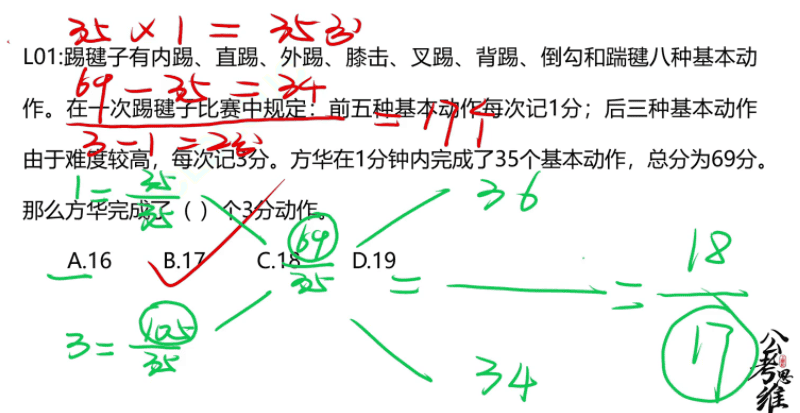 35 × 1 = 35分
L01:踢毽子有内踢、直踢、外踢、膝击、叉踢、背踢、倒勾和踹毽八种基本动
69 - 35 = 34
作。在一次踢毽子比赛中规定：前五种基本动作每次记1分；后三种基本动作
3 - 1 = 2分
= 17个
由于难度较高，每次记3分。方华在1分钟内完成了35个基本动作，总分为69分。
1 = 35/35
36
那么方华完成了（ ）个3分动作。
69/35
18
A.16 B.17 C.18 D.19
= =
3 = 105/35
17
34
公考思维